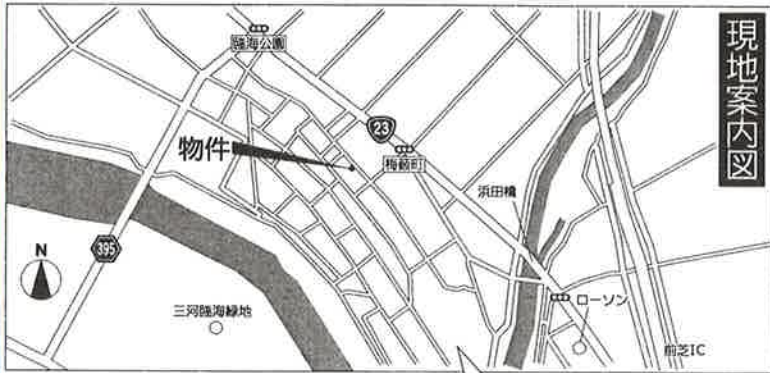 現地案内図
臨海公園
23
梅薮町
物件
浜田橋
395
N
三河臨海緑地
ローソン
前芝IC